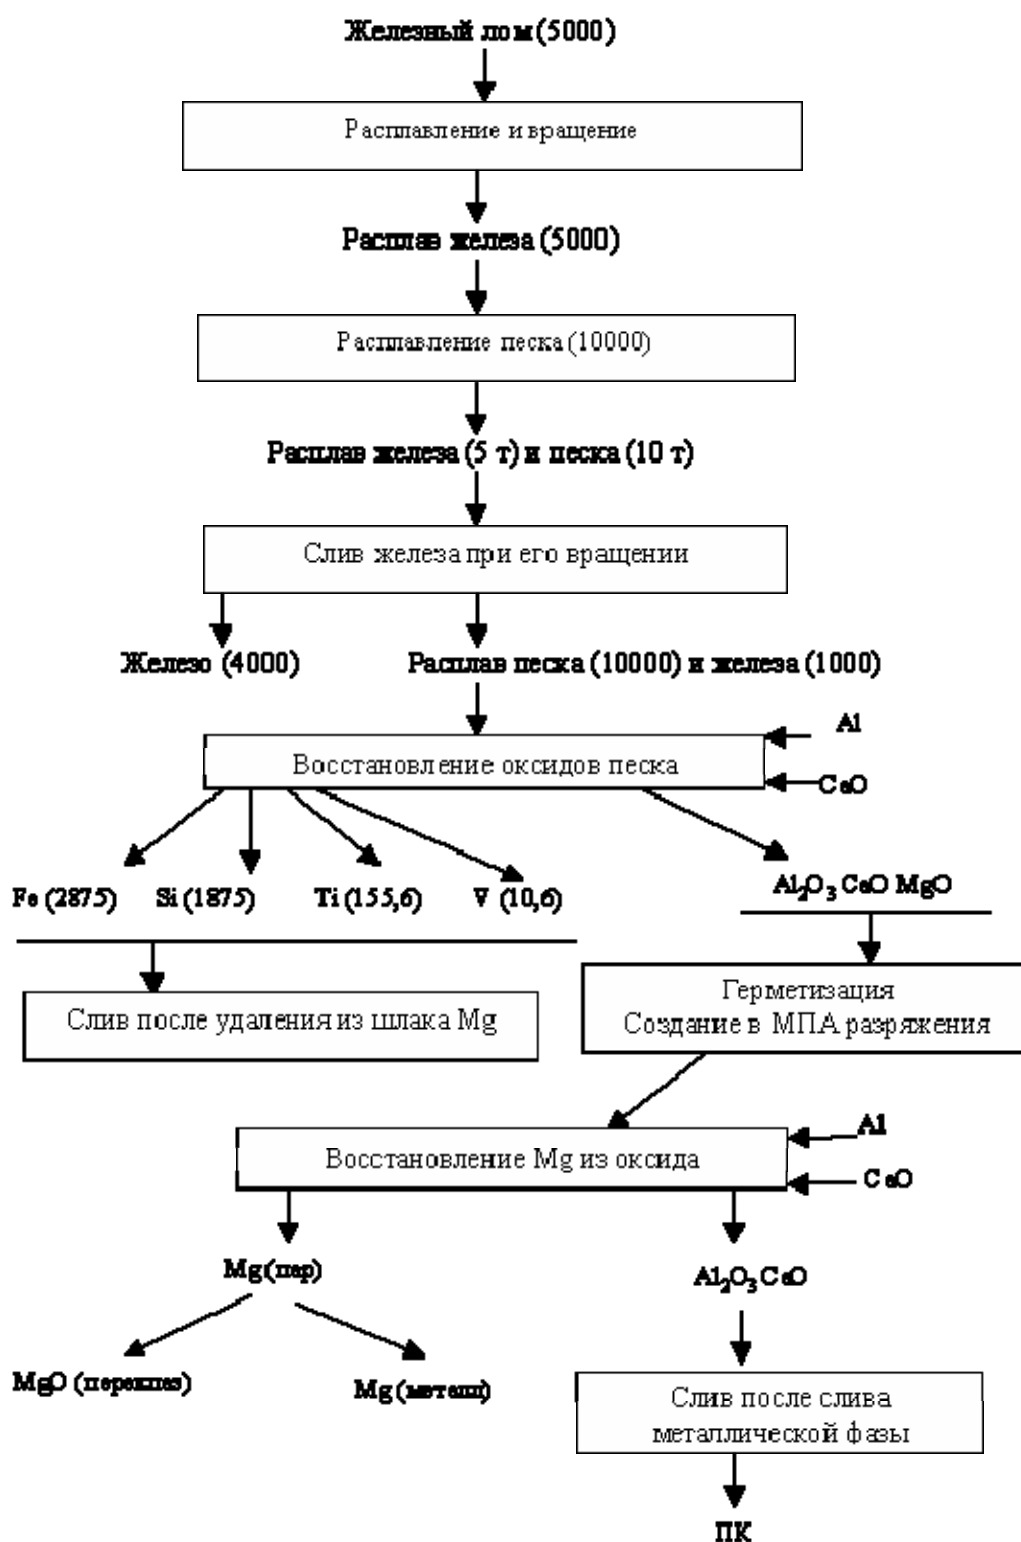 Железный лом (5000)
Расплавление и вращение
Расплав железа (5000)
Расплавление песка (10000)
Расплав железа (5 т) и песка (10 т)
Слив железа при его вращении
Железо (4000)
Расплав песка (10000) и железа (1000)
Al
Восстановление оксидов песка
CaO
Fe (2875)
Si (1875)
Ti (155,6)
V (10,6)
Al₂O₃ CaO MgO
Слив после удаления из шлака Mg
Герметизация
Создание в МПА разряжения
Al
Восстановление Mg из оксида
CaO
Mg (пар)
Al₂O₃ CaO
MgO (периклаз)
Mg (металл)
Слив после слива
металлической фазы
ПК